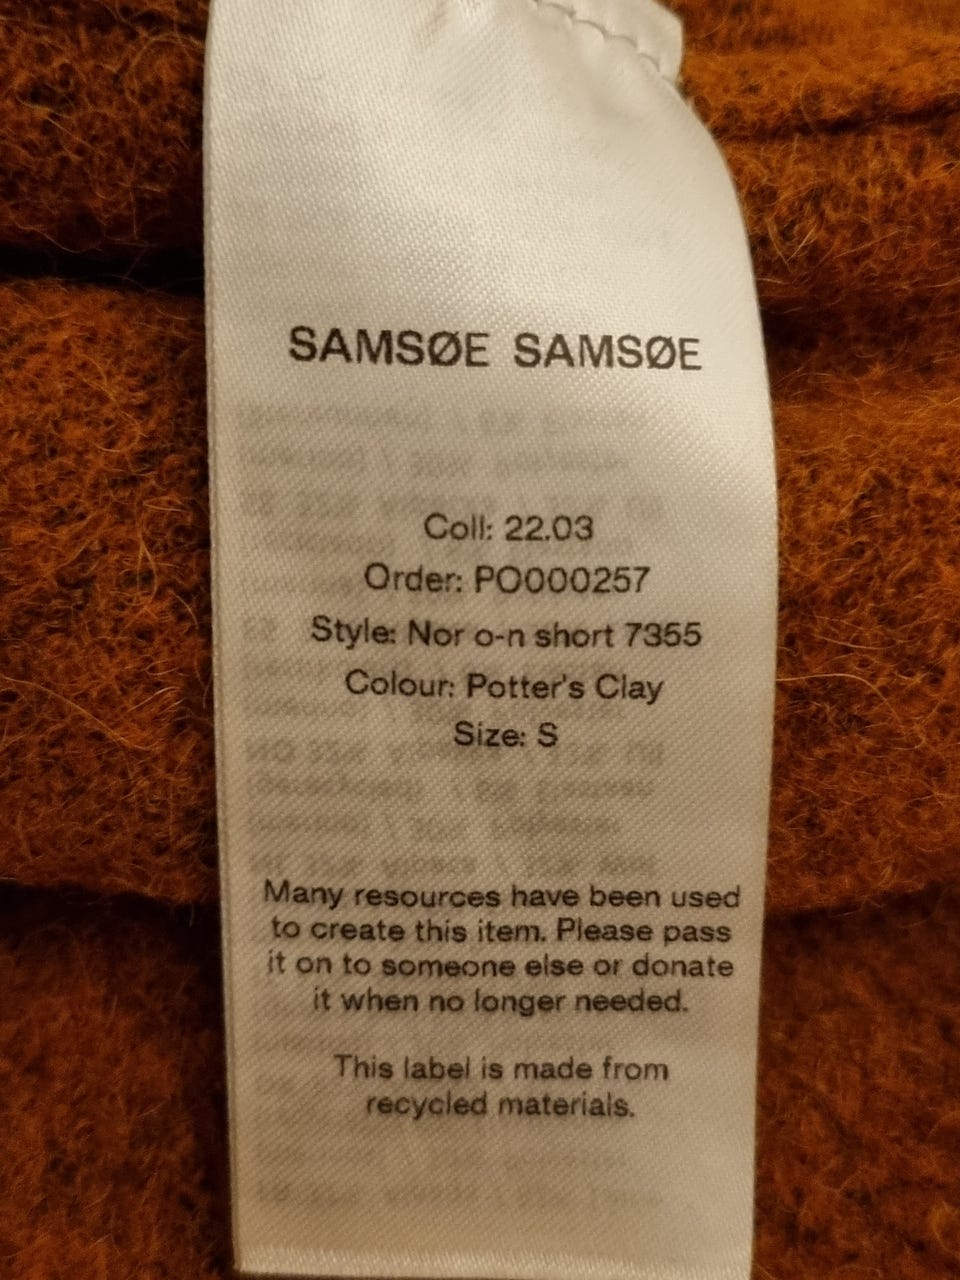 SAMSØE SAMSØE
Coll: 22.03
Order: PO000257
Style: Nor o-n short 7355
Colour: Potter's Clay
Size: S
Many resources have been used
to create this item. Please pass
it on to someone else or donate
it when no longer needed.
This label is made from
recycled materials.